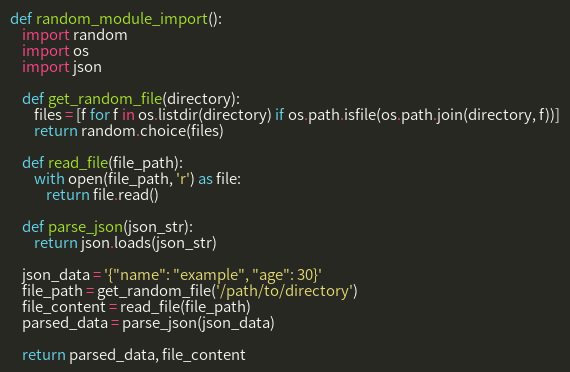 def random_module_import():
    import random
    import os
    import json

    def get_random_file(directory):
        files = [f for f in os.listdir(directory) if os.path.isfile(os.path.join(directory, f))]
        return random.choice(files)

    def read_file(file_path):
        with open(file_path, 'r') as file:
            return file.read()

    def parse_json(json_str):
        return json.loads(json_str)

    json_data = '{"name": "example", "age": 30}'
    file_path = get_random_file('/path/to/directory')
    file_content = read_file(file_path)
    parsed_data = parse_json(json_data)

    return parsed_data, file_content